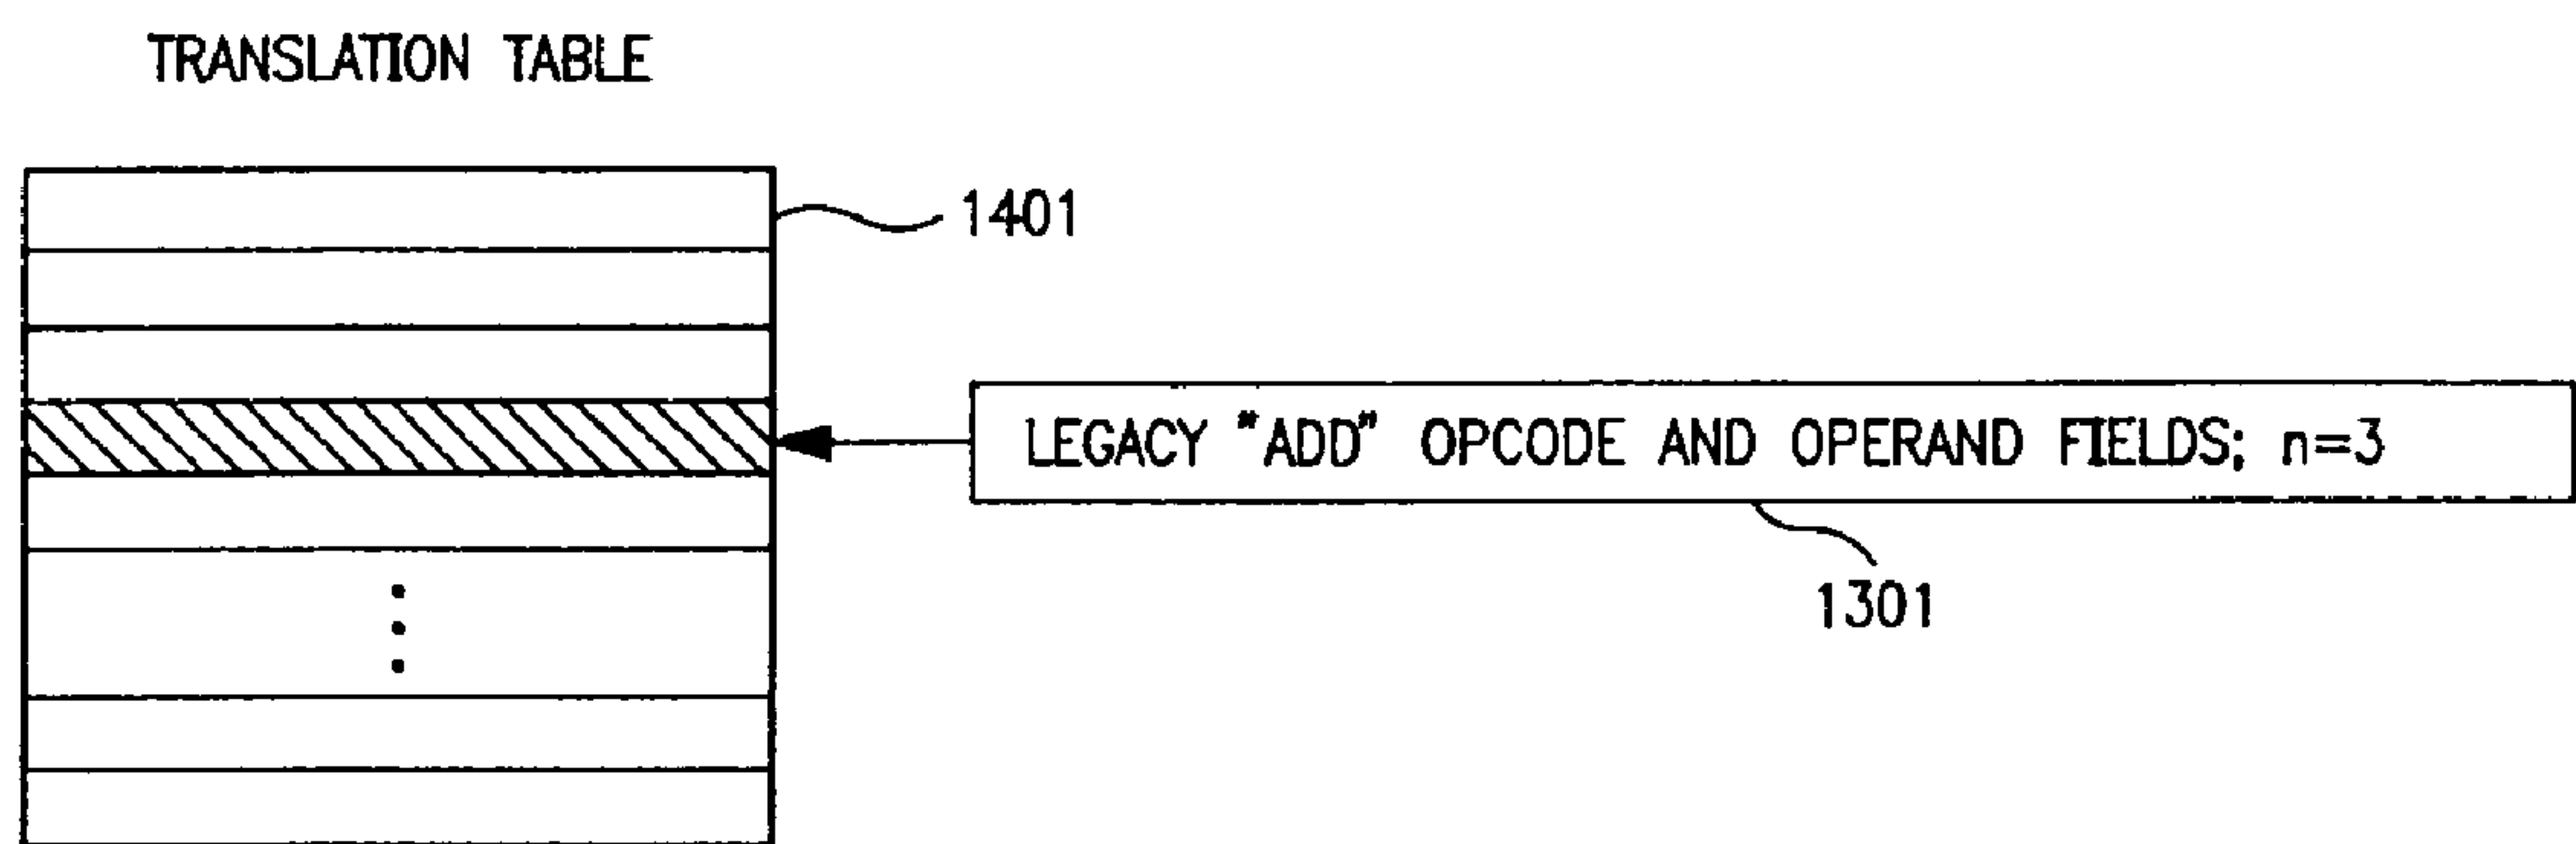 TRANSLATION TABLE
1401
LEGACY "ADD" OPCODE AND OPERAND FIELDS; n=3
1301